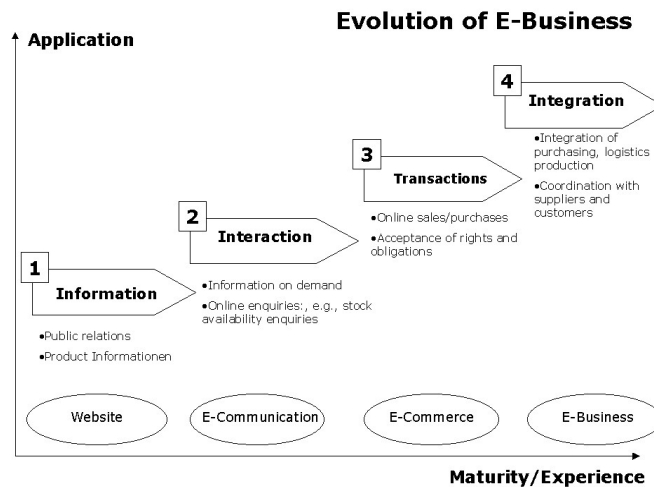 Evolution of E-Business
Application
4
Integration
•Integration of
purchasing, logistics
production
•Coordination with
suppliers and
customers
3
Transactions
•Online sales/purchases
•Acceptance of rights and
obligations
2
Interaction
•Information on demand
•Online enquiries:, e.g., stock
availability enquiries
1
Information
•Public relations
•Product Informationen
Website
E-Communication
E-Commerce
E-Business
Maturity/Experience